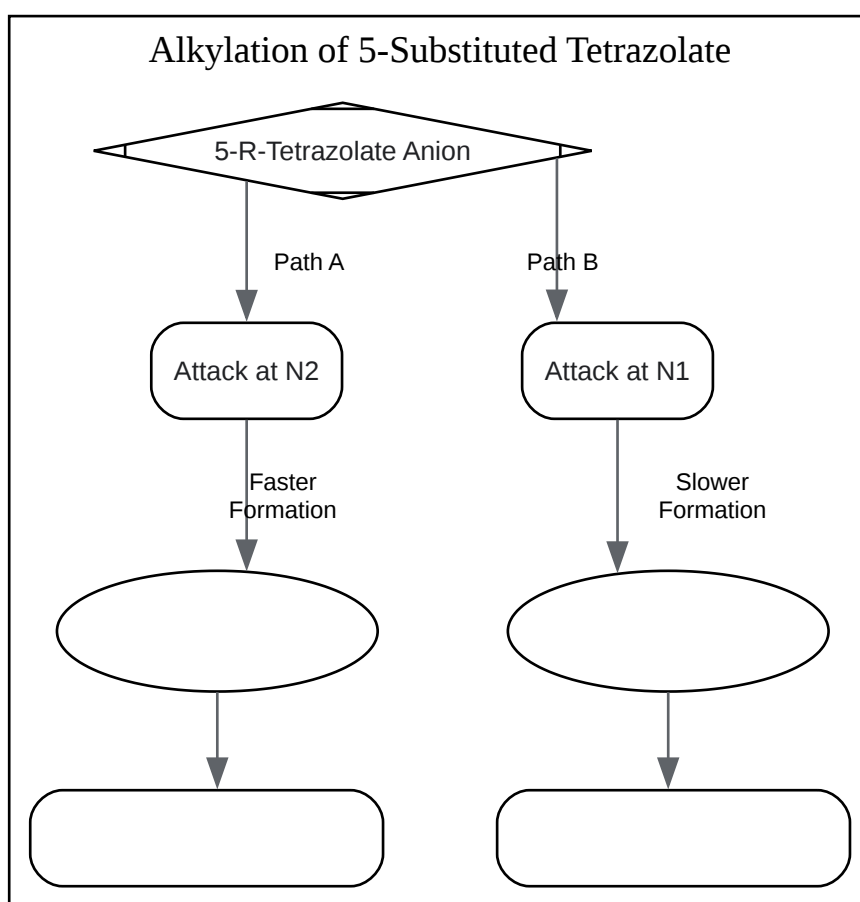 Alkylation of 5-Substituted Tetrazolate
5-R-Tetrazolate Anion
Path A
Path B
Attack at N2
Attack at N1
Faster
Formation
Slower
Formation